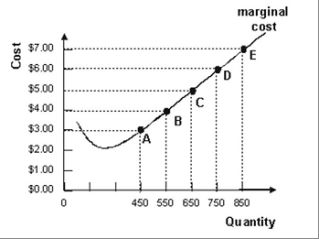 marginal
cost
Cost
$7.00
$6.00
$5.00
$4.00
$3.00
$2.00
$1.00
$0.00
E
D
C
B
A
0 450 550 650 750 850
Quantity